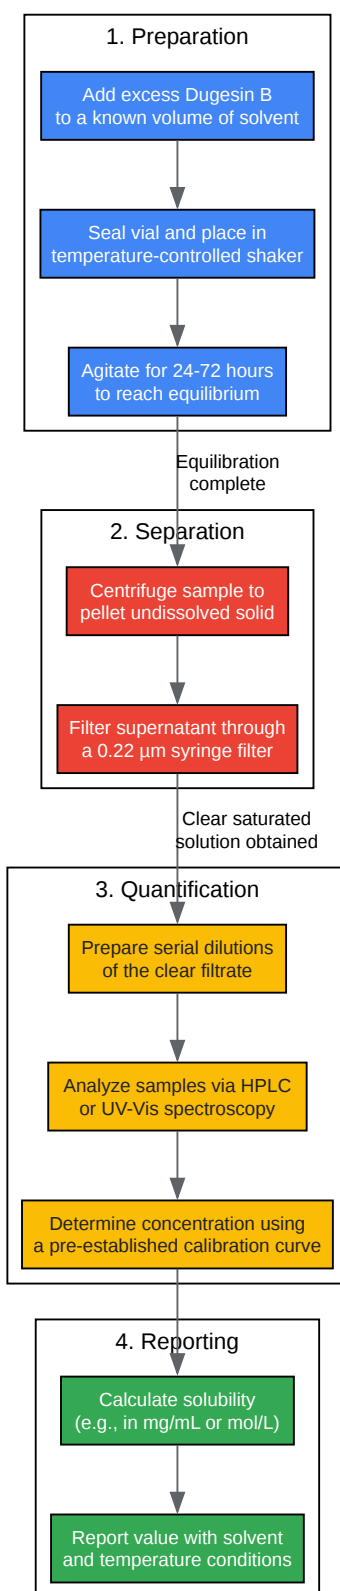 1. Preparation
Add excess Dugesin B
to a known volume of solvent
Seal vial and place in
temperature-controlled shaker
Agitate for 24-72 hours
to reach equilibrium
Equilibration
complete
2. Separation
Centrifuge sample to
pellet undissolved solid
Filter supernatant through
a 0.22 µm syringe filter
Clear saturated
solution obtained
3. Quantification
Prepare serial dilutions
of the clear filtrate
Analyze samples via HPLC
or UV-Vis spectroscopy
Determine concentration using
a pre-established calibration curve
4. Reporting
Calculate solubility
(e.g., in mg/mL or mol/L)
Report value with solvent
and temperature conditions